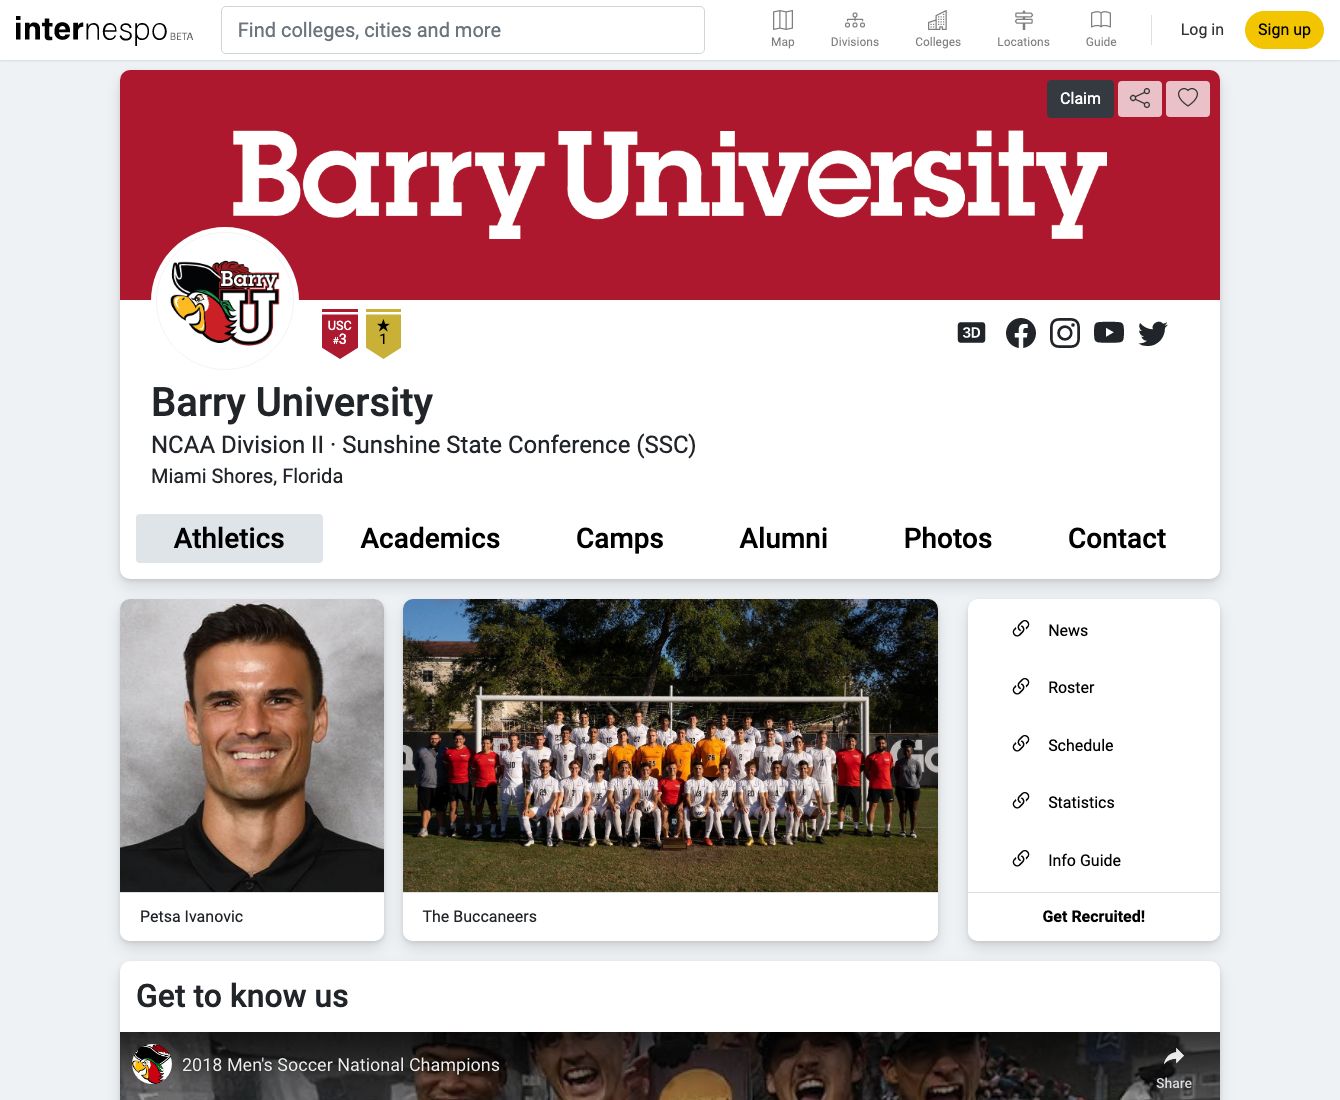 internespo BETA
Find colleges, cities and more
Map
Divisions
Colleges
Locations
Guide
Log in
Sign up
Claim
Barry University
Barry
U
USC
#3
1
3D
Barry University
NCAA Division II · Sunshine State Conference (SSC)
Miami Shores, Florida
Athletics
Academics
Camps
Alumni
Photos
Contact
News
Roster
Schedule
Statistics
Info Guide
Petsa Ivanovic
The Buccaneers
Get Recruited!
Get to know us
2018 Men's Soccer National Champions
Share